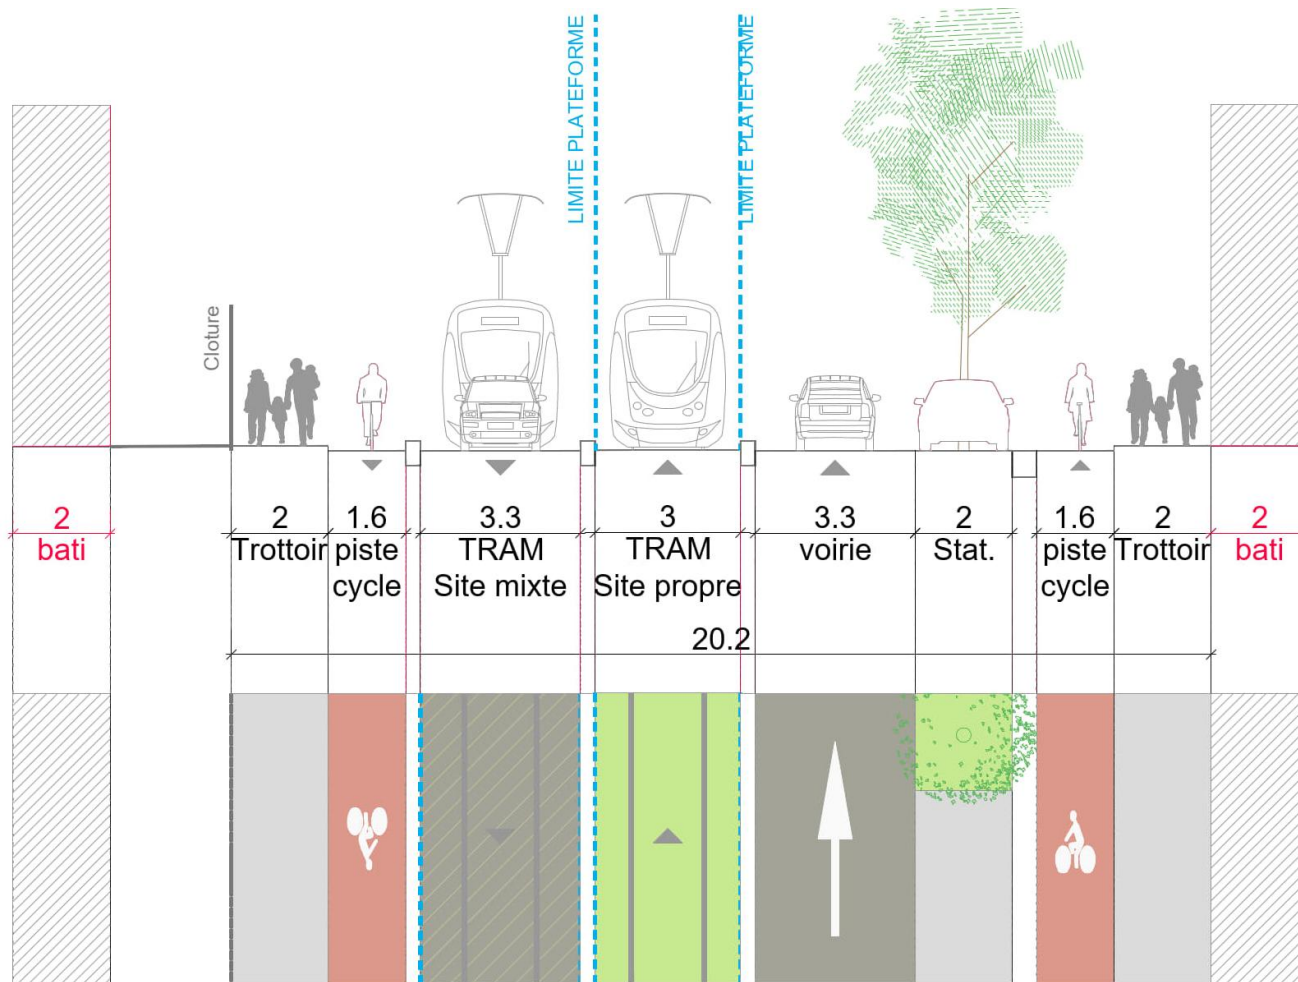 LIMITE PLATEFORME
LIMITE PLATEFORME
Cloture
2
bati
2
Trottoir
1.6
piste
cycle
3.3
TRAM
Site mixte
3
TRAM
Site propre
3.3
voirie
2
Stat.
1.6
piste
cycle
2
Trottoir
2
bati
20.2